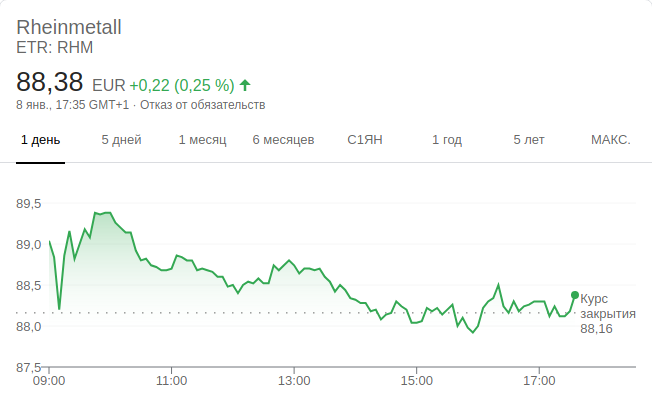 Rheinmetall
ETR: RHM
88,38 EUR +0,22 (0,25 %)
8 янв., 17:35 GMT+1 · Отказ от обязательств
1 день 5 дней 1 месяц 6 месяцев С1ЯН 1 год 5 лет МАКС.
89,5
89,0
88,5
88,0
87,5
Курс
закрытия
88,16
09:00 11:00 13:00 15:00 17:00